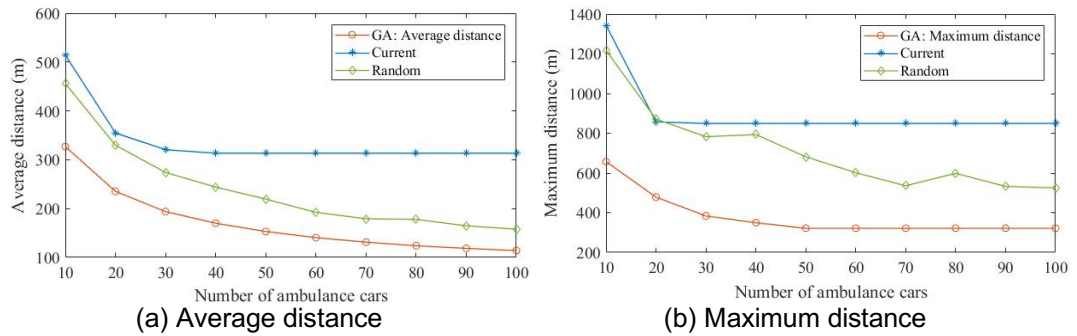 600
500
400
300
200
100
10 20 30 40 50 60 70 80 90 100
Average distance (m)
Number of ambulance cars
GA: Average distance
Current
Random
(a) Average distance
1400
1200
1000
800
600
400
200
10 20 30 40 50 60 70 80 90 100
Maximum distance (m)
Number of ambulance cars
GA: Maximum distance
Current
Random
(b) Maximum distance